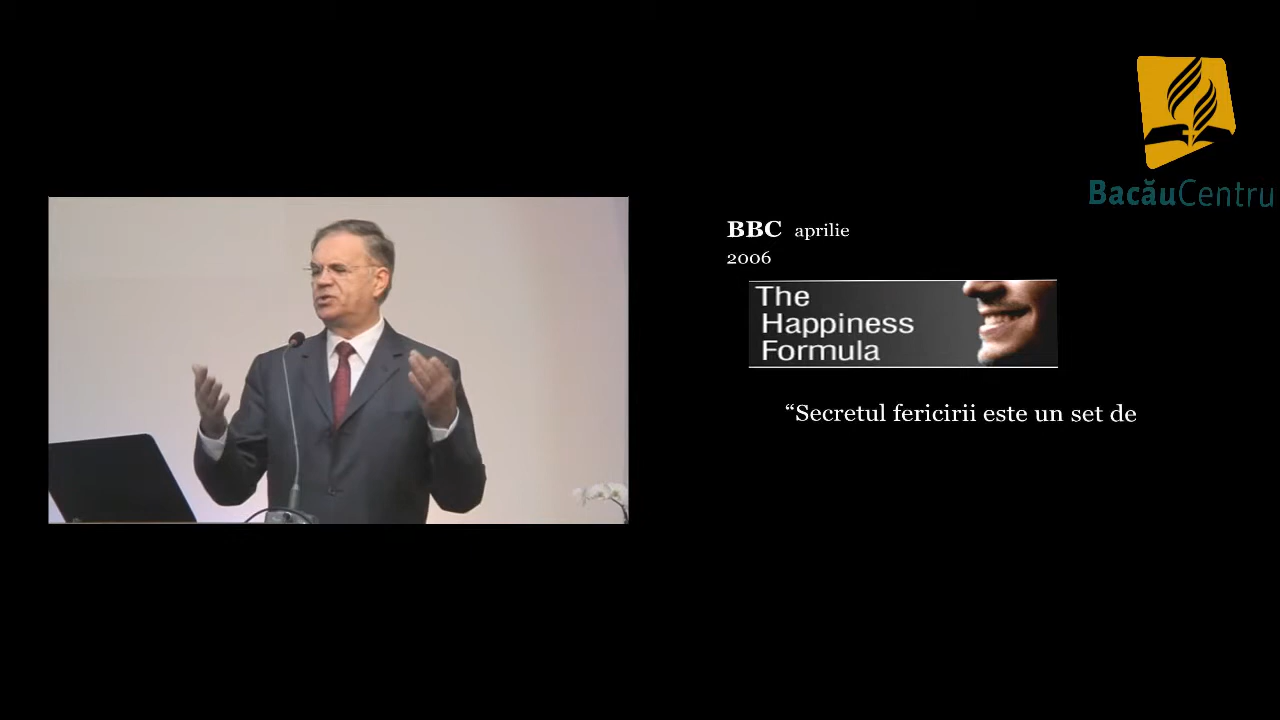 BacăuCentru
BBC aprilie
2006
The
Happiness
Formula
“Secretul fericirii este un set de